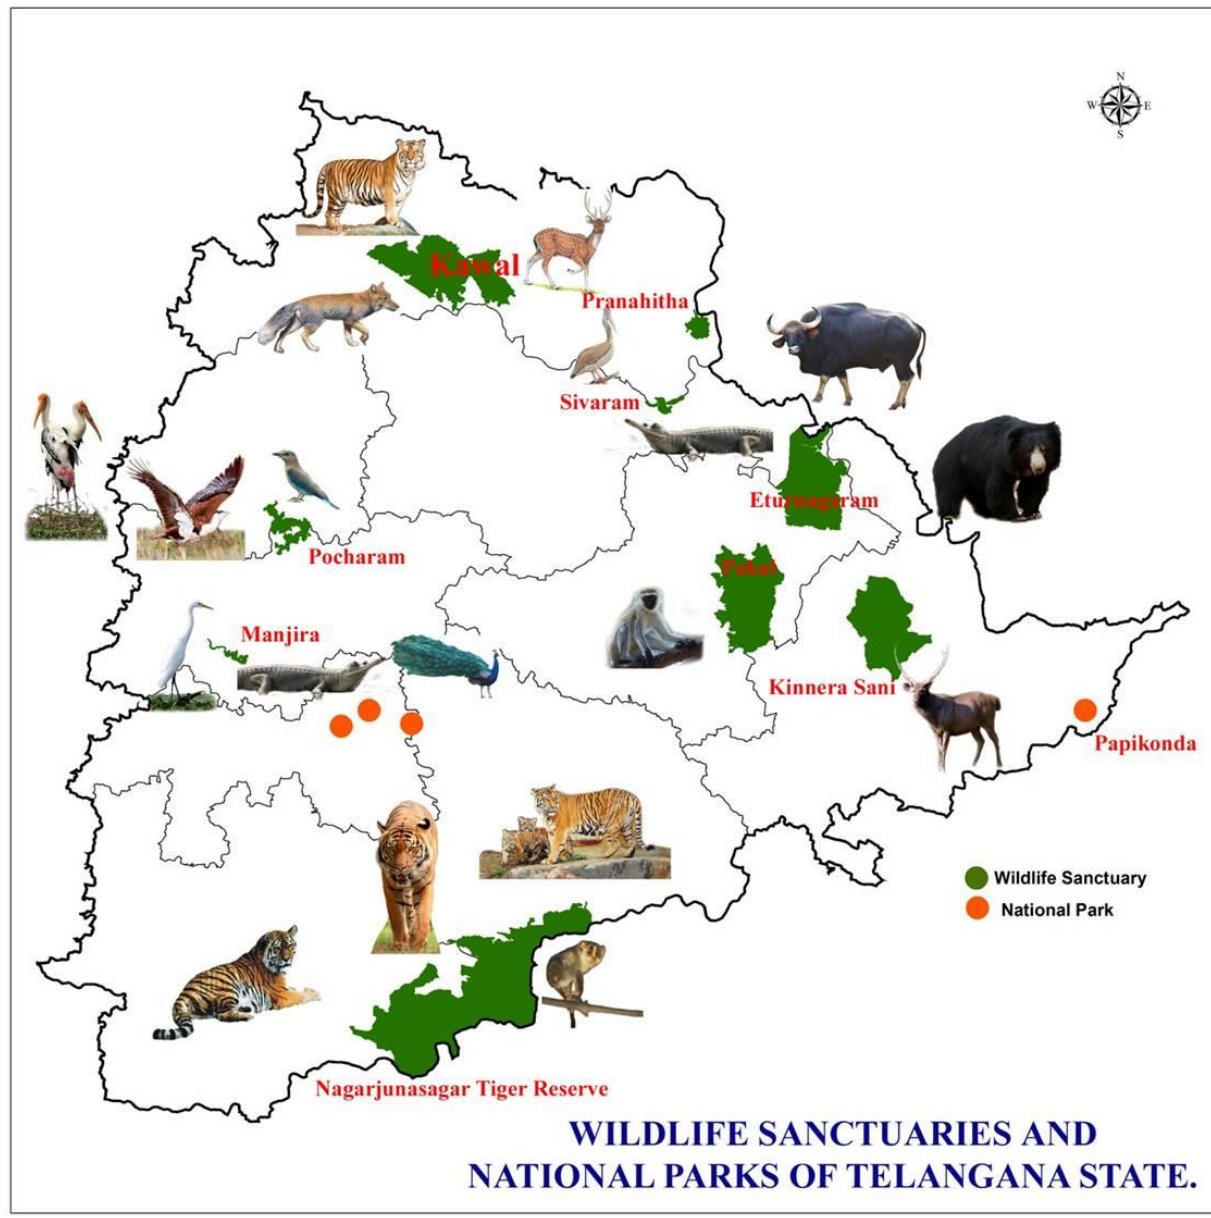 N
W E
S
Kawal
Pranahitha
Sivaram
Eturnagaram
Pocharam
Pakal
Manjira
Kinnera Sani
Papikonda
Wildlife Sanctuary
National Park
Nagarjunasagar Tiger Reserve
WILDLIFE SANCTUARIES AND
NATIONAL PARKS OF TELANGANA STATE.